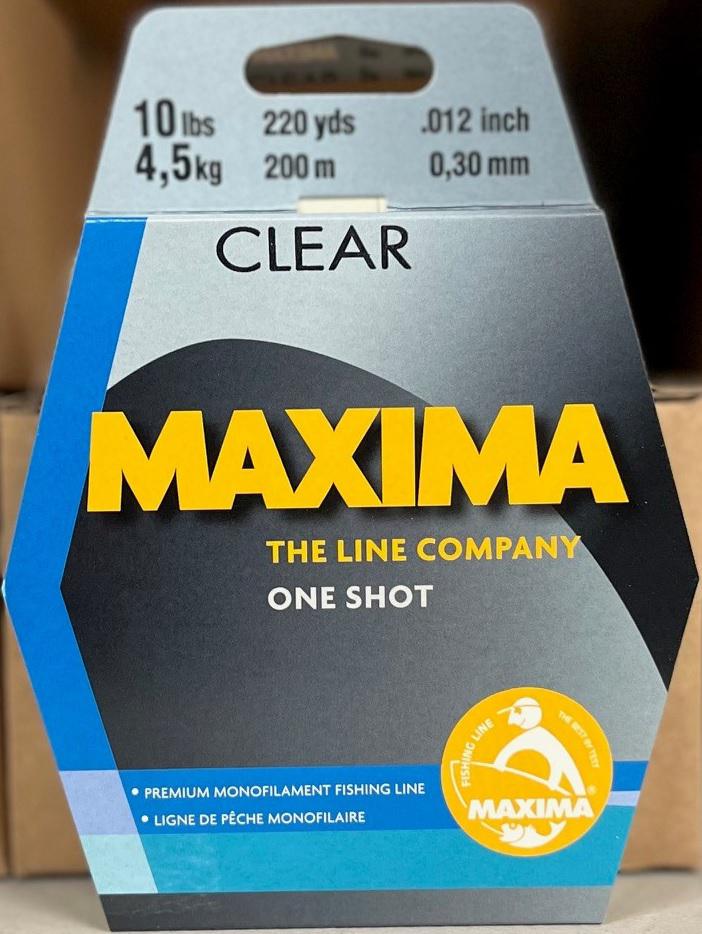 MAXIMA
10 lbs 220 yds .012 inch
4,5 kg 200 m 0,30 mm
CLEAR
MAXIMA
THE LINE COMPANY
ONE SHOT
• PREMIUM MONOFILAMENT FISHING LINE
• LIGNE DE PÊCHE MONOFILAIRE
FISHING LINE
THE BEST BY TEST
MAXIMA®